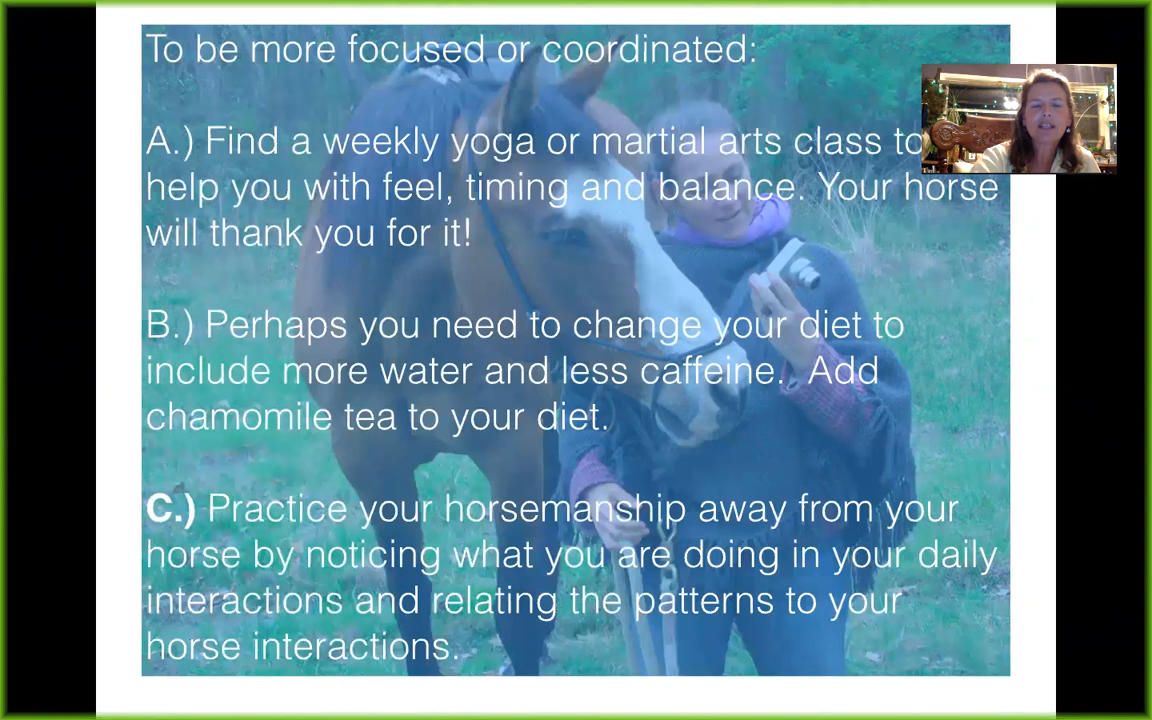 To be more focused or coordinated:
A.) Find a weekly yoga or martial arts class to
help you with feel, timing and balance. Your horse
will thank you for it!
B.) Perhaps you need to change your diet to
include more water and less caffeine.  Add
chamomile tea to your diet.
C.) Practice your horsemanship away from your
horse by noticing what you are doing in your daily
interactions and relating the patterns to your
horse interactions.